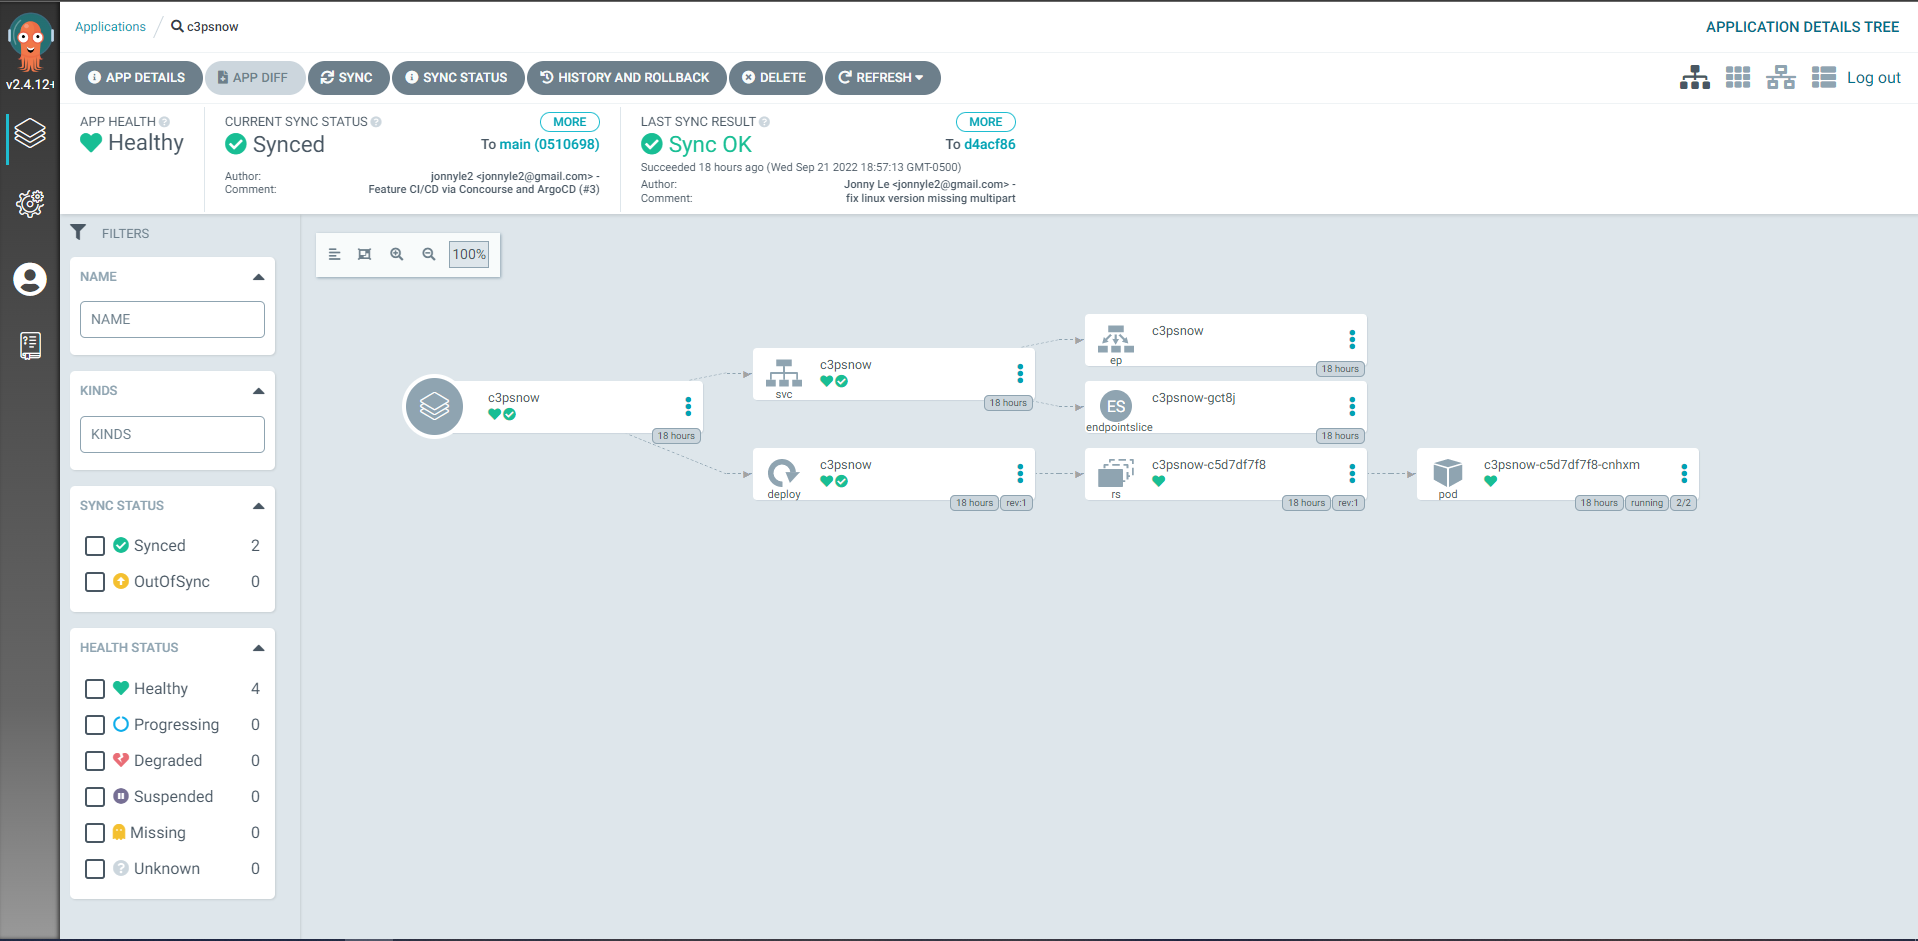 v2.4.12+
Applications
c3psnow
APPLICATION DETAILS TREE
APP DETAILS
APP DIFF
SYNC
SYNC STATUS
HISTORY AND ROLLBACK
DELETE
REFRESH
Log out
APP HEALTH
Healthy
CURRENT SYNC STATUS
MORE
Synced
To main (0510698)
Author: jonnyle2 <jonnyle2@gmail.com> -
Comment: Feature CI/CD via Concourse and ArgoCD (#3)
LAST SYNC RESULT
MORE
Sync OK
To d4acf86
Succeeded 18 hours ago (Wed Sep 21 2022 18:57:13 GMT-0500)
Author: Jonny Le <jonnyle2@gmail.com> -
Comment: fix linux version missing multipart
FILTERS
NAME
NAME
KINDS
KINDS
SYNC STATUS
Synced 2
OutOfSync 0
HEALTH STATUS
Healthy 4
Progressing 0
Degraded 0
Suspended 0
Missing 0
Unknown 0
100%
c3psnow
18 hours
c3psnow
svc
18 hours
c3psnow
deploy
18 hours
rev:1
c3psnow
ep
18 hours
ES
c3psnow-gct8j
endpointslice
18 hours
c3psnow-c5d7df7f8
rs
18 hours
rev:1
c3psnow-c5d7df7f8-cnhxm
pod
18 hours
running
2/2